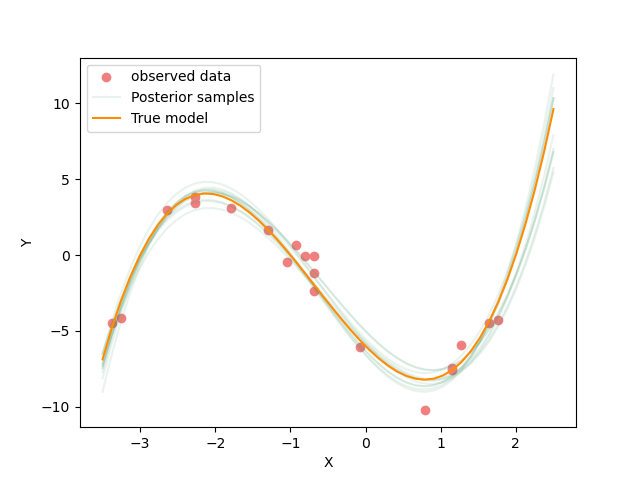 observed data
Posterior samples
True model
10
5
0
−5
−10
Y
−3
−2
−1
0
1
2
X